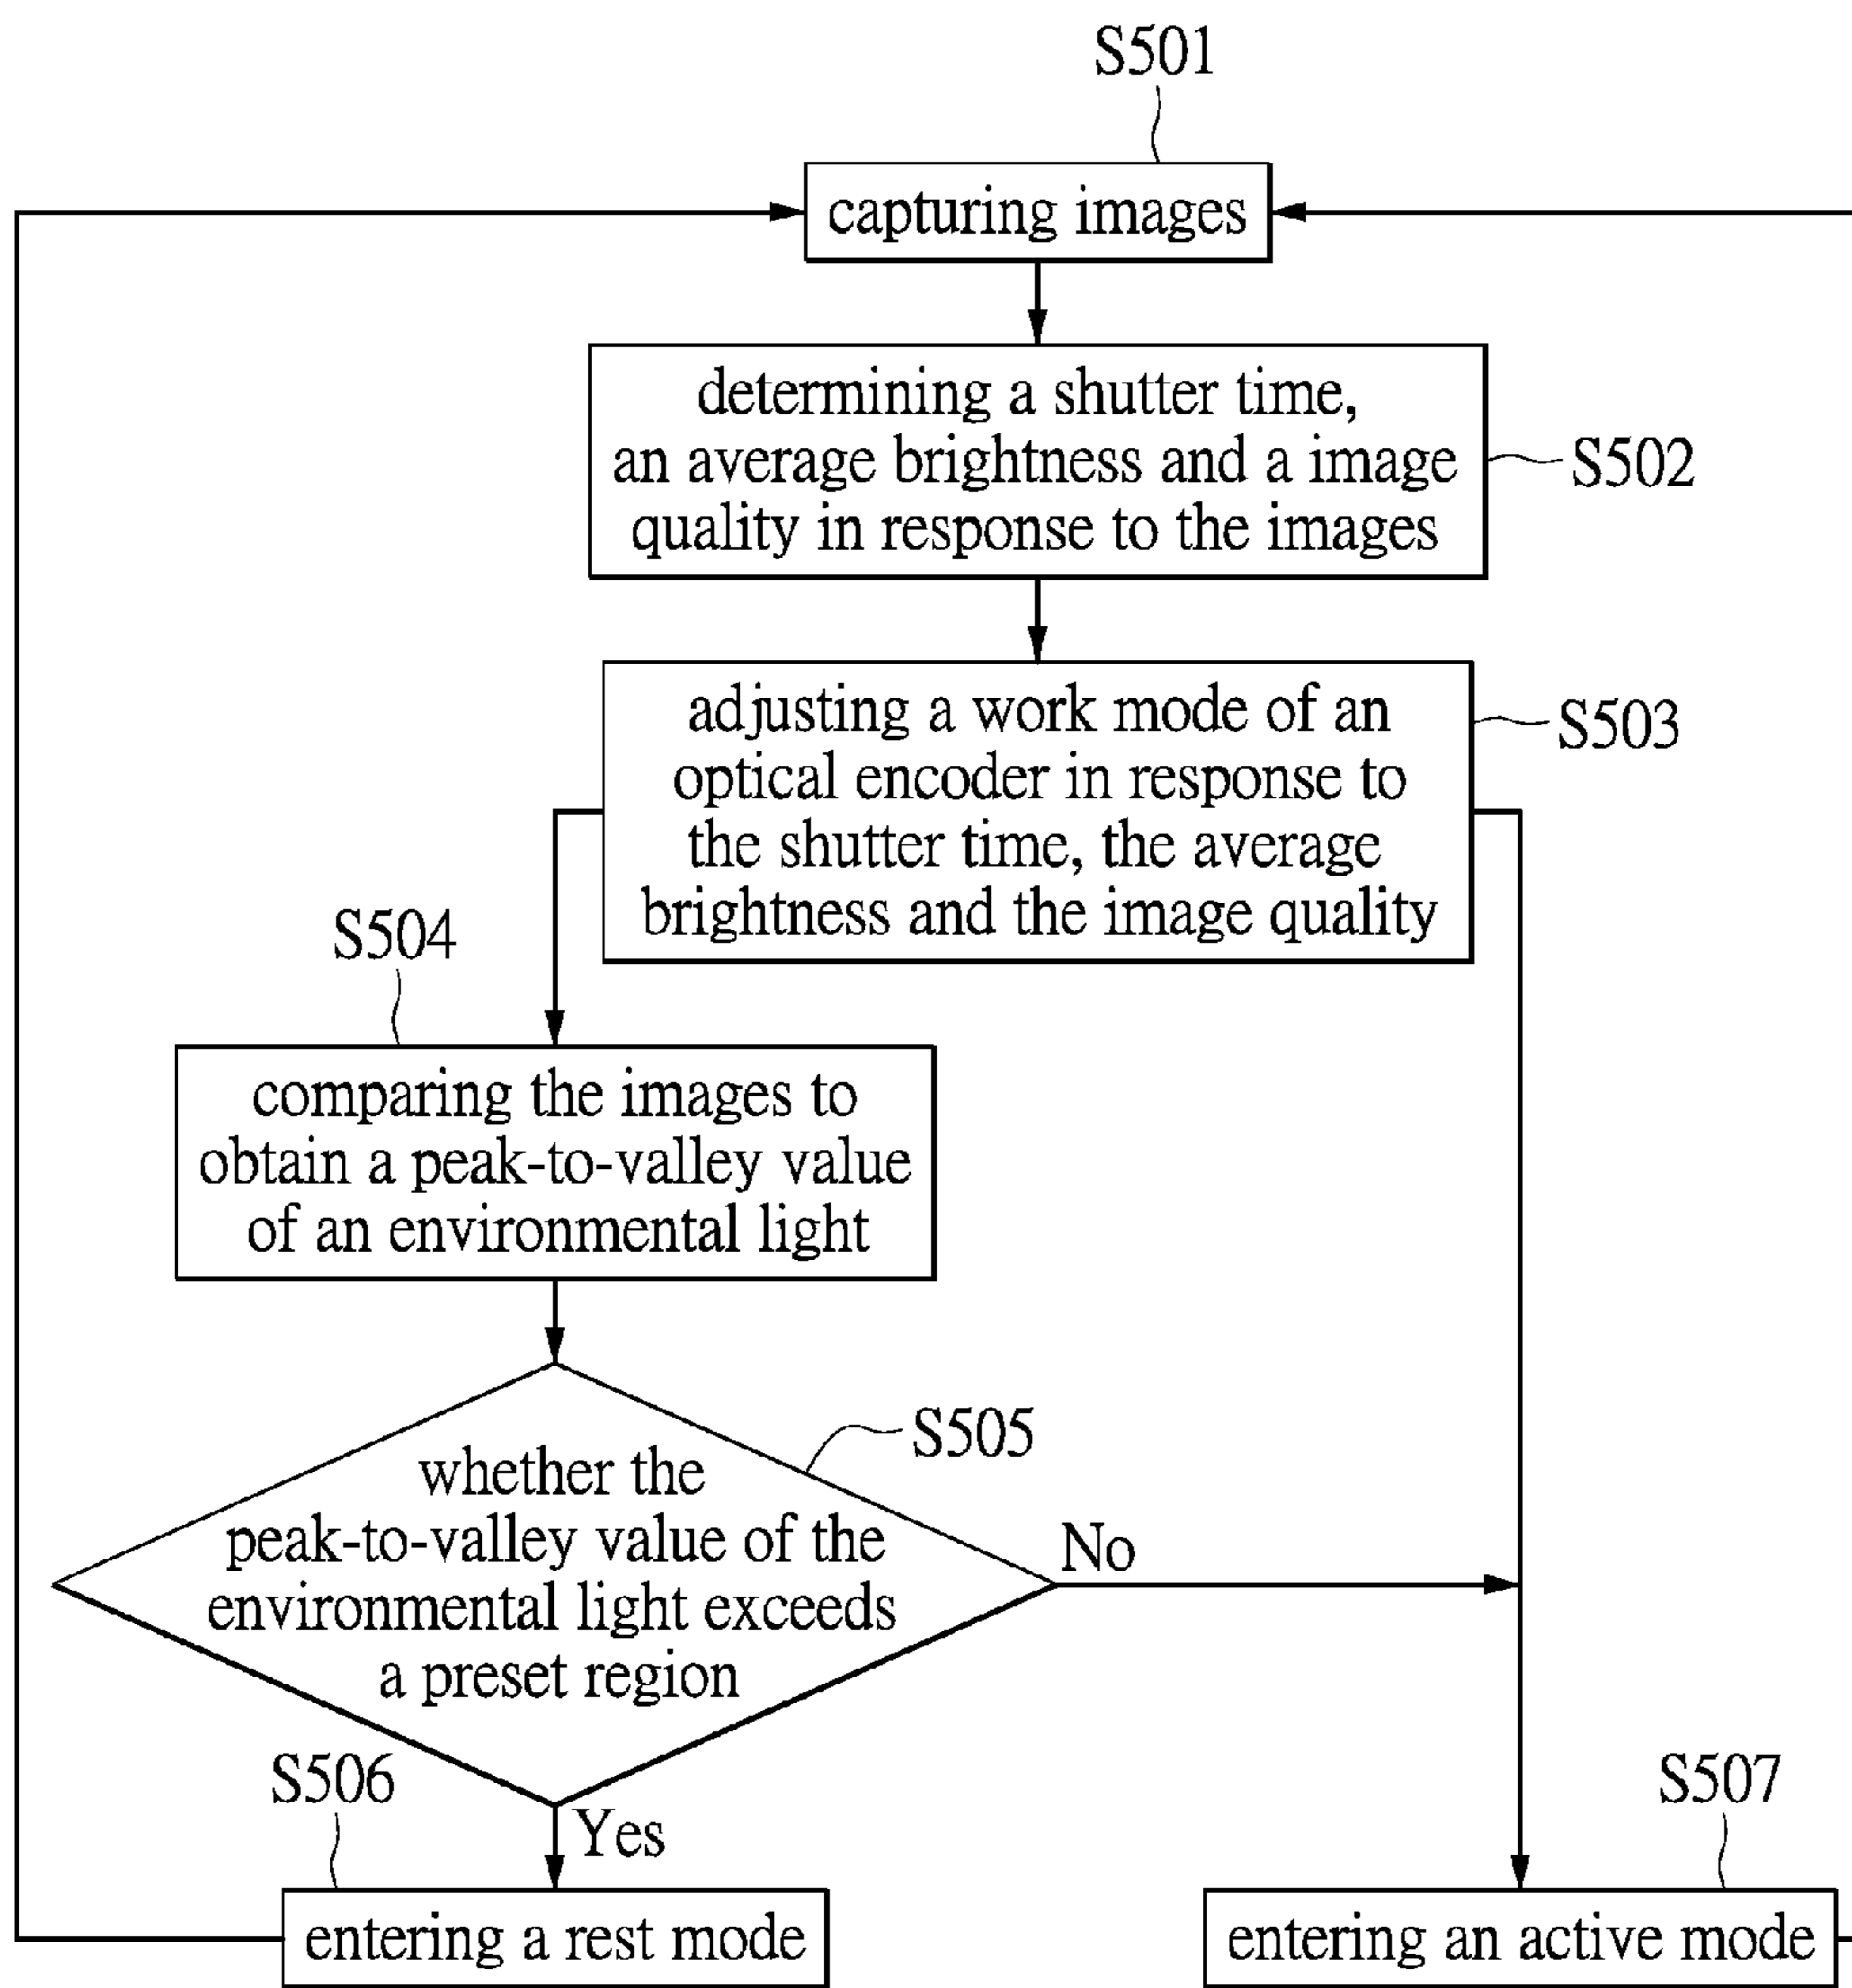 S501
capturing images
determining a shutter time,
an average brightness and a image
quality in response to the images
S502
adjusting a work mode of an
optical encoder in response to
the shutter time, the average
brightness and the image quality
S503
S504
comparing the images to
obtain a peak-to-valley value
of an environmental light
S505
whether the
peak-to-valley value of the
environmental light exceeds
a preset region
No
Yes
S506
entering a rest mode
S507
entering an active mode